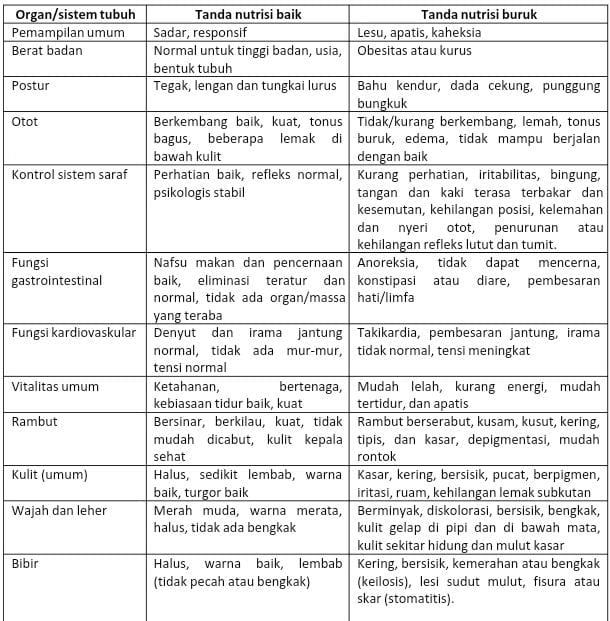 Organ/sistem tubuh Tanda nutrisi baik Tanda nutrisi buruk
Pemampilan umum Sadar, responsif Lesu, apatis, kaheksia
Berat badan Normal untuk tinggi badan, usia, Obesitas atau kurus
bentuk tubuh
Postur Tegak, lengan dan tungkai lurus Bahu kendur, dada cekung, punggung
bungkuk
Otot Berkembang baik, kuat, tonus Tidak/kurang berkembang, lemah, tonus
bagus, beberapa lemak di buruk, edema, tidak mampu berjalan
bawah kulit dengan baik
Kontrol sistem saraf Perhatian baik, refleks normal, Kurang perhatian, iritabilitas, bingung,
psikologis stabil tangan dan kaki terasa terbakar dan
kesemutan, kehilangan posisi, kelemahan
dan nyeri otot, penurunan atau
kehilangan refleks lutut dan tumit.
Fungsi Nafsu makan dan pencernaan Anoreksia, tidak dapat mencerna,
gastrointestinal baik, eliminasi teratur dan konstipasi atau diare, pembesaran
normal, tidak ada organ/massa hati/limfa
yang teraba
Fungsi kardiovaskular Denyut dan irama jantung Takikardia, pembesaran jantung, irama
normal, tidak ada mur-mur, tidak normal, tensi meningkat
tensi normal
Vitalitas umum Ketahanan, bertenaga, Mudah lelah, kurang energi, mudah
kebiasaan tidur baik, kuat tertidur, dan apatis
Rambut Bersinar, berkilau, kuat, tidak Rambut berserabut, kusam, kusut, kering,
mudah dicabut, kulit kepala tipis, dan kasar, depigmentasi, mudah
sehat rontok
Kulit (umum) Halus, sedikit lembab, warna Kasar, kering, bersisik, pucat, berpigmen,
baik, turgor baik iritasi, ruam, kehilangan lemak subkutan
Wajah dan leher Merah muda, warna merata, Berminyak, diskolorasi, bersisik, bengkak,
halus, tidak ada bengkak kulit gelap di pipi dan di bawah mata,
kulit sekitar hidung dan mulut kasar
Bibir Halus, warna baik, lembab Kering, bersisik, kemerahan atau bengkak
(tidak pecah atau bengkak) (keilosis), lesi sudut mulut, fisura atau
skar (stomatitis).